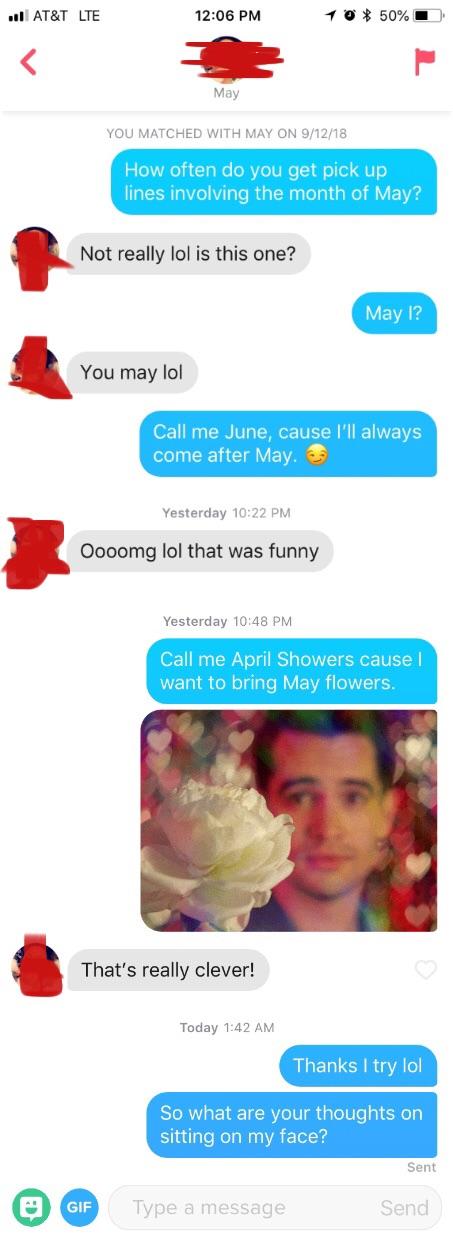 AT&T LTE 12:06 PM 50%
May
YOU MATCHED WITH MAY ON 9/12/18
How often do you get pick up
lines involving the month of May?
Not really lol is this one?
May I?
You may lol
Call me June, cause I'll always
come after May. 😏
Yesterday 10:22 PM
Oooomg lol that was funny
Yesterday 10:48 PM
Call me April Showers cause I
want to bring May flowers.
That's really clever!
Today 1:42 AM
Thanks I try lol
So what are your thoughts on
sitting on my face?
Sent
GIF Type a message Send